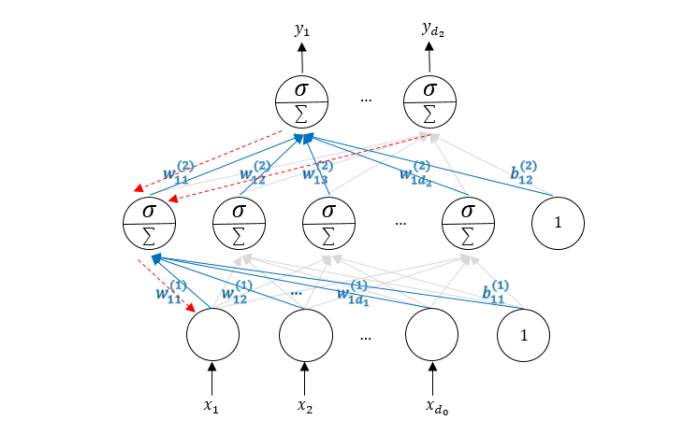 y₁ y_{d₂}
σ ... σ
Σ Σ
w₁₁⁽²⁾ w₁₂⁽²⁾ w₁₃⁽²⁾ w_{1d₂}⁽²⁾ b₁₂⁽²⁾
σ σ σ ... σ 1
Σ Σ Σ Σ
w₁₁⁽¹⁾ w₁₂⁽¹⁾ ... w_{1d₁}⁽¹⁾ b₁₁⁽¹⁾
... 1
x₁ x₂ x_{d₀}